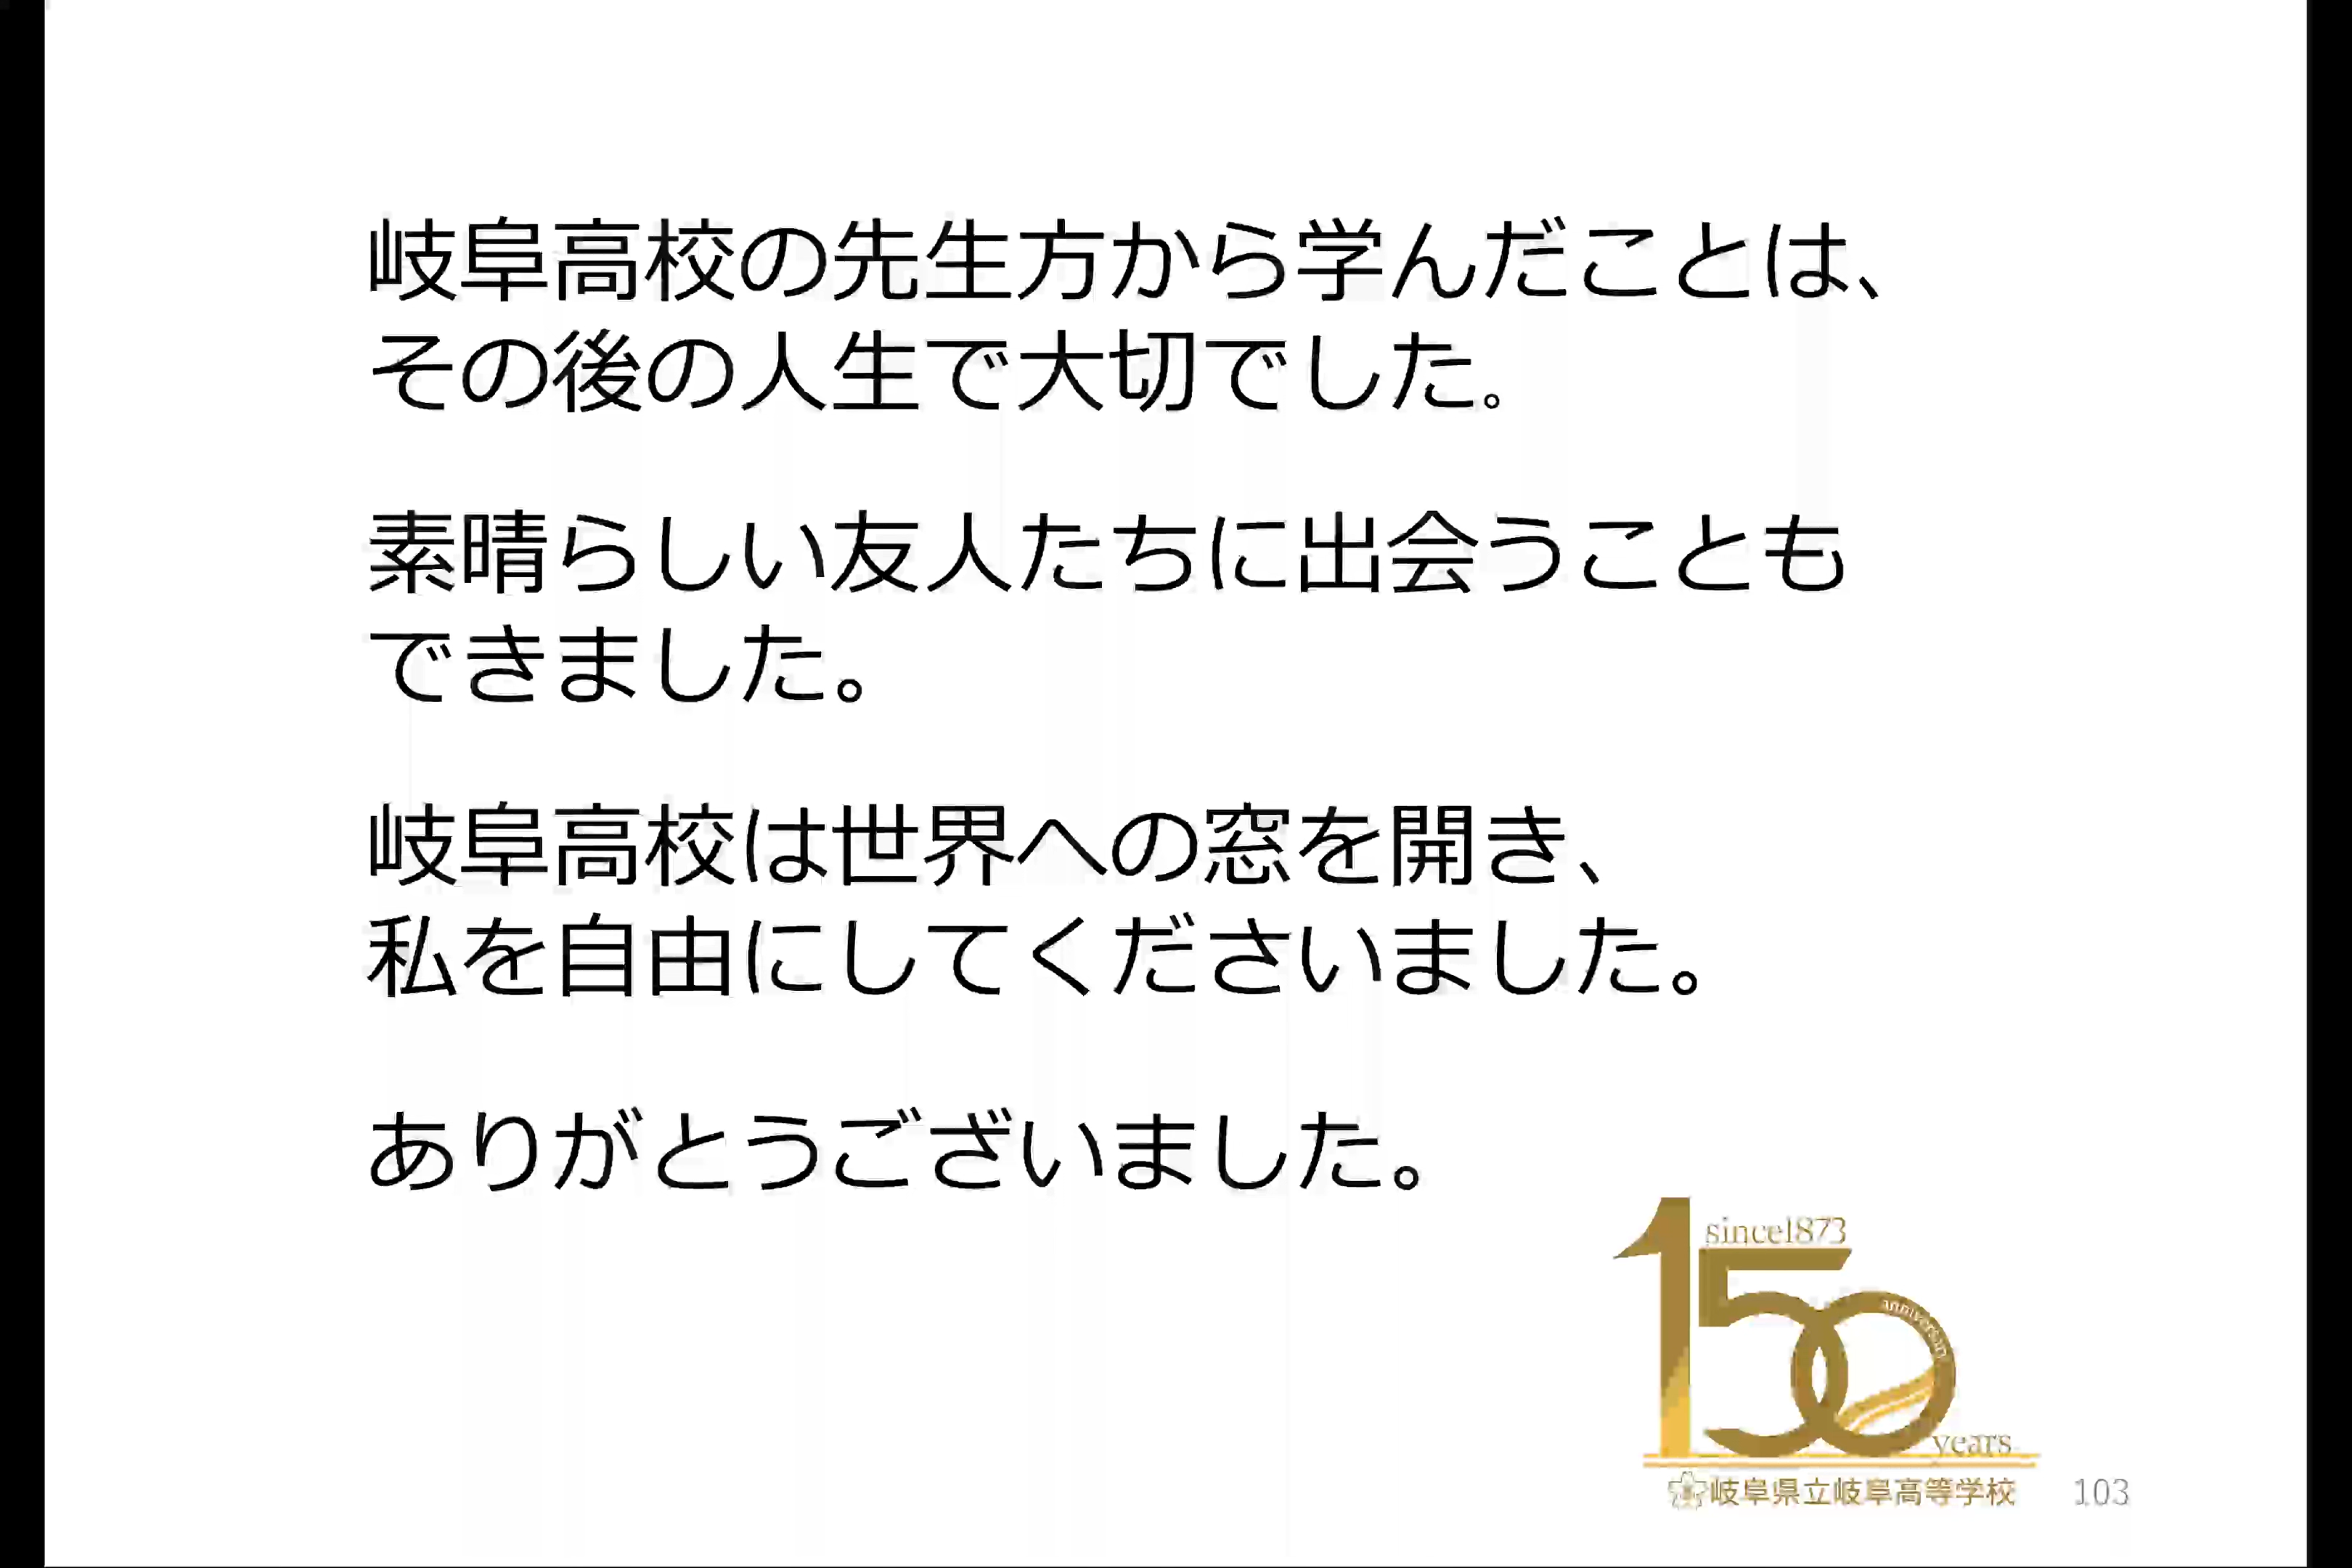 岐阜高校の先生方から学んだことは、
その後の人生で大切でした。
素晴らしい友人たちに出会うことも
できました。
岐阜高校は世界への窓を開き、
私を自由にしてくださいました。
ありがとうございました。
since1873
150
anniversary
years
岐阜県立岐阜高等学校
103